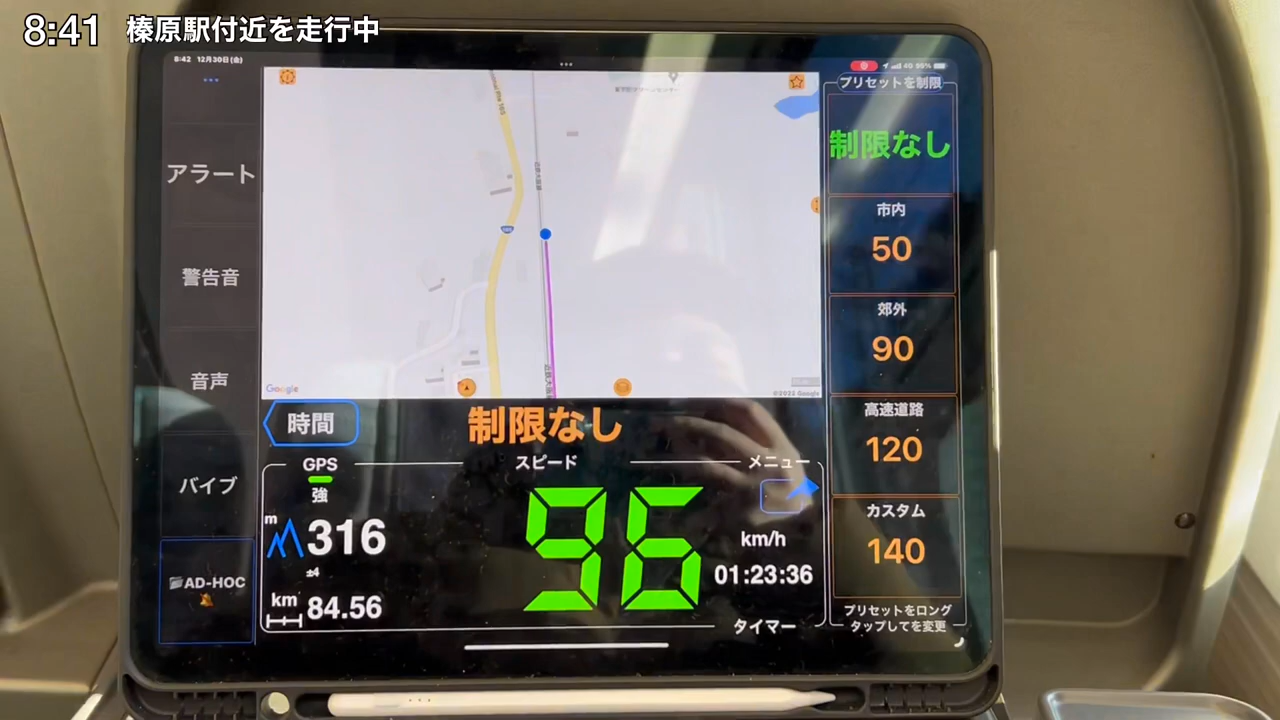 8:41 榛原駅付近を走行中
8:42 12月30日(金)
4G 99%
プリセットを制限
制限なし
アラート
市内
50
警告音
郊外
90
音声
Google
©2022 Google
高速道路
120
時間
制限なし
GPS
スピード
メニュー
強
バイブ
カスタム
140
m
316
±4
96
km/h
01:23:36
AD-HOC
km
84.56
タイマー
プリセットをロング
タップしてを変更